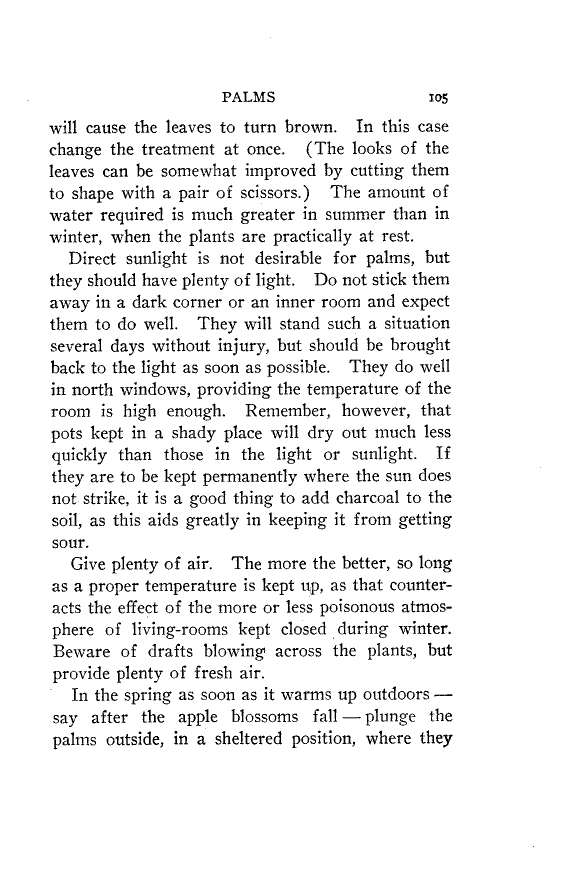 PALMS 105
will cause the leaves to turn brown. In this case
change the treatment at once. (The looks of the
leaves can be somewhat improved by cutting them
to shape with a pair of scissors.) The amount of
water required is much greater in summer than in
winter, when the plants are practically at rest.
Direct sunlight is not desirable for palms, but
they should have plenty of light. Do not stick them
away in a dark corner or an inner room and expect
them to do well. They will stand such a situation
several days without injury, but should be brought
back to the light as soon as possible. They do well
in north windows, providing the temperature of the
room is high enough. Remember, however, that
pots kept in a shady place will dry out much less
quickly than those in the light or sunlight. If
they are to be kept permanently where the sun does
not strike, it is a good thing to add charcoal to the
soil, as this aids greatly in keeping it from getting
sour.
Give plenty of air. The more the better, so long
as a proper temperature is kept up, as that counter-
acts the effect of the more or less poisonous atmos-
phere of living-rooms kept closed during winter.
Beware of drafts blowing across the plants, but
provide plenty of fresh air.
In the spring as soon as it warms up outdoors —
say after the apple blossoms fall — plunge the
palms outside, in a sheltered position, where they